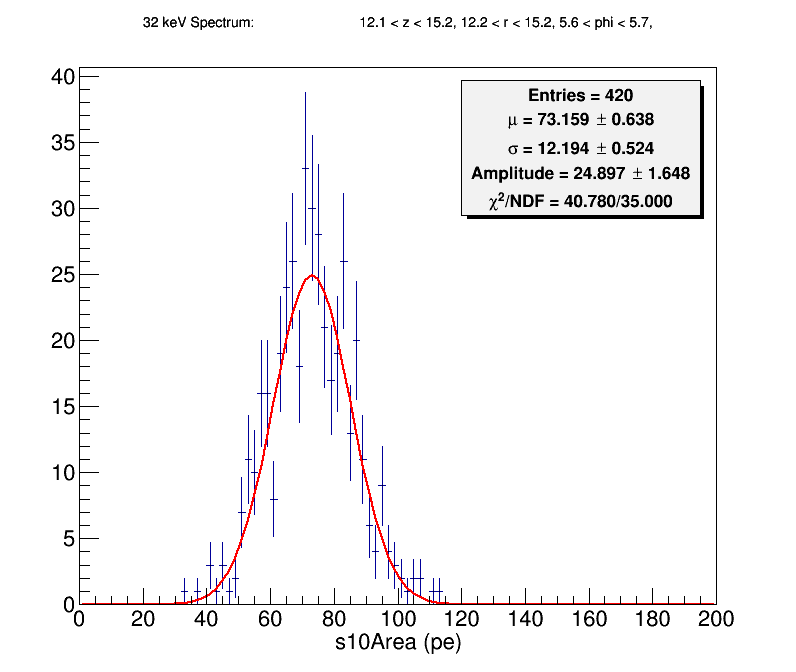 32 keV Spectrum: 12.1 < z < 15.2, 12.2 < r < 15.2, 5.6 < phi < 5.7,
Entries = 420
μ = 73.159 ± 0.638
σ = 12.194 ± 0.524
Amplitude = 24.897 ± 1.648
χ²/NDF = 40.780/35.000
40
35
30
25
20
15
10
5
0
0 20 40 60 80 100 120 140 160 180 200
s10Area (pe)